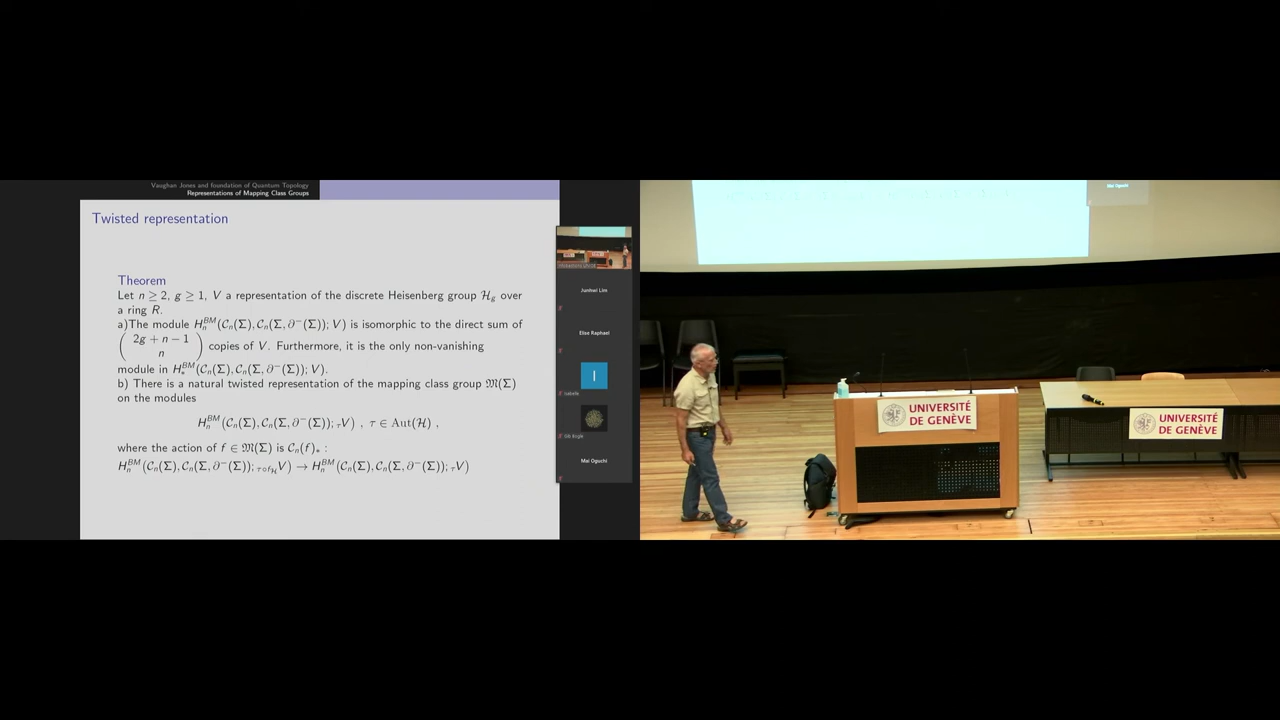 Vaughan Jones and foundation of Quantum Topology
Representations of Mapping Class Groups
Twisted representation
Theorem
Let n ≥ 2, g ≥ 1, V a representation of the discrete Heisenberg group ℋ_g over
a ring R.
a)The module H_n^{BM}(𝒞_n(Σ), 𝒞_n(Σ, ∂⁻(Σ)); V) is isomorphic to the direct sum of
(2g + n − 1
n) copies of V. Furthermore, it is the only non-vanishing
module in H_*^{BM}(𝒞_n(Σ), 𝒞_n(Σ, ∂⁻(Σ)); V).
b) There is a natural twisted representation of the mapping class group 𝔐(Σ)
on the modules
H_n^{BM}(𝒞_n(Σ), 𝒞_n(Σ, ∂⁻(Σ)); _τV) , τ ∈ Aut(ℋ) ,
where the action of f ∈ 𝔐(Σ) is 𝒞_n(f)_* :
H_n^{BM}(𝒞_n(Σ), 𝒞_n(Σ, ∂⁻(Σ)); _{τ∘f_ℋ}V) → H_n^{BM}(𝒞_n(Σ), 𝒞_n(Σ, ∂⁻(Σ)); _τV)
Junhwi Lim
Elise Raphael
I
Isabella
Mai Oguchi
Mai Oguchi
UNIVERSITÉ
DE GENÈVE
UNIVERSITÉ
DE GENÈVE